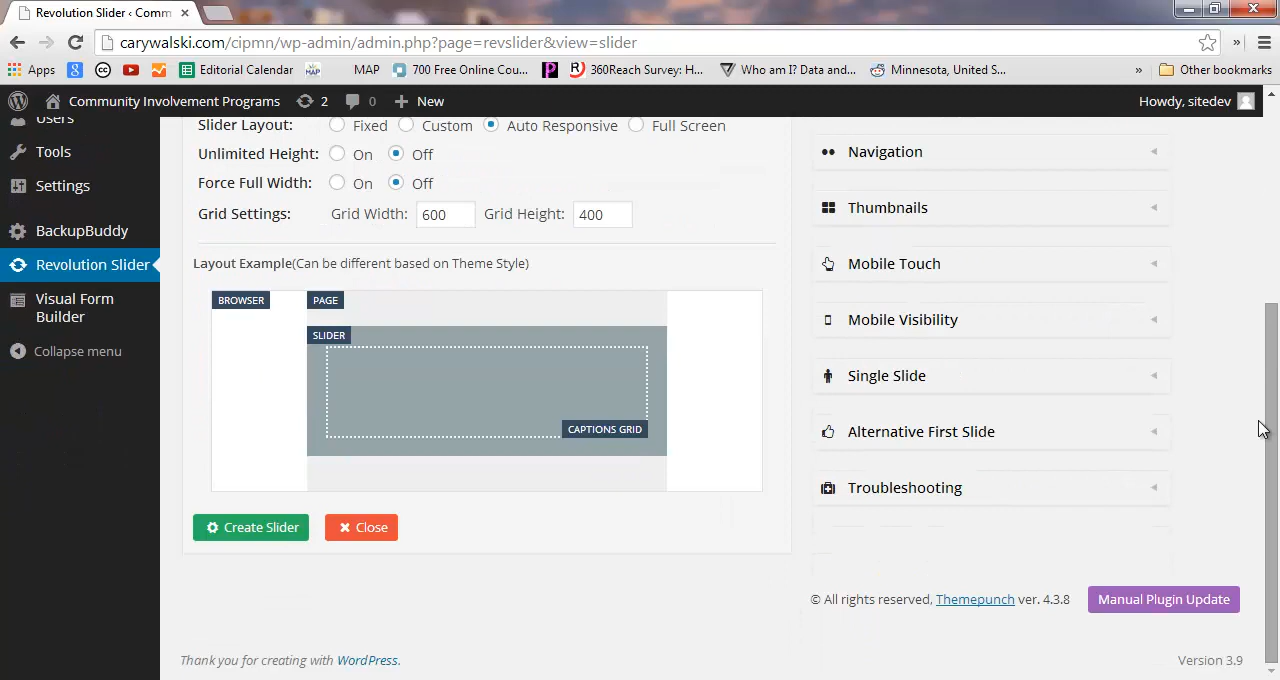 Revolution Slider ‹ Comm
carywalski.com/cipmn/wp-admin/admin.php?page=revslider&view=slider
Apps Editorial Calendar MAP MAP 700 Free Online Cou... 360Reach Survey: H... Who am I? Data and... Minnesota, United S... » Other bookmarks
Community Involvement Programs 2 0 New Howdy, sitedev
Users
Tools
Settings
BackupBuddy
Revolution Slider
Visual Form
Builder
Collapse menu
Slider Layout: Fixed Custom Auto Responsive Full Screen
Unlimited Height: On Off
Force Full Width: On Off
Grid Settings: Grid Width: 600 Grid Height: 400
Layout Example(Can be different based on Theme Style)
BROWSER PAGE
SLIDER
CAPTIONS GRID
Create Slider Close
Navigation
Thumbnails
Mobile Touch
Mobile Visibility
Single Slide
Alternative First Slide
Troubleshooting
© All rights reserved, Themepunch ver. 4.3.8 Manual Plugin Update
Thank you for creating with WordPress. Version 3.9